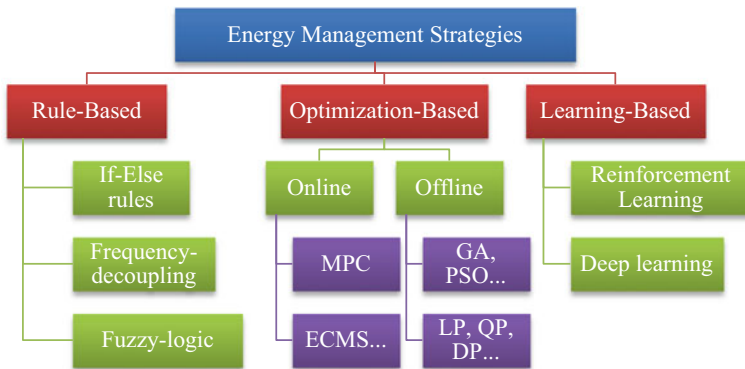 Energy Management Strategies
Rule-Based
Optimization-Based
Learning-Based
If-Else
rules
Frequency-
decoupling
Fuzzy-logic
Online
Offline
MPC
ECMS...
GA,
PSO...
LP, QP,
DP...
Reinforcement
Learning
Deep learning